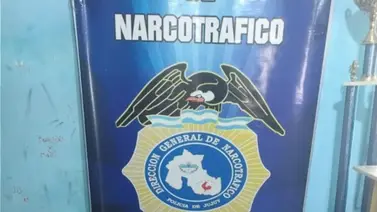 NARCOTRAFICO
DIRECCION GENERAL DE NARCOTRAFICO
POLICIA DE JUJUY